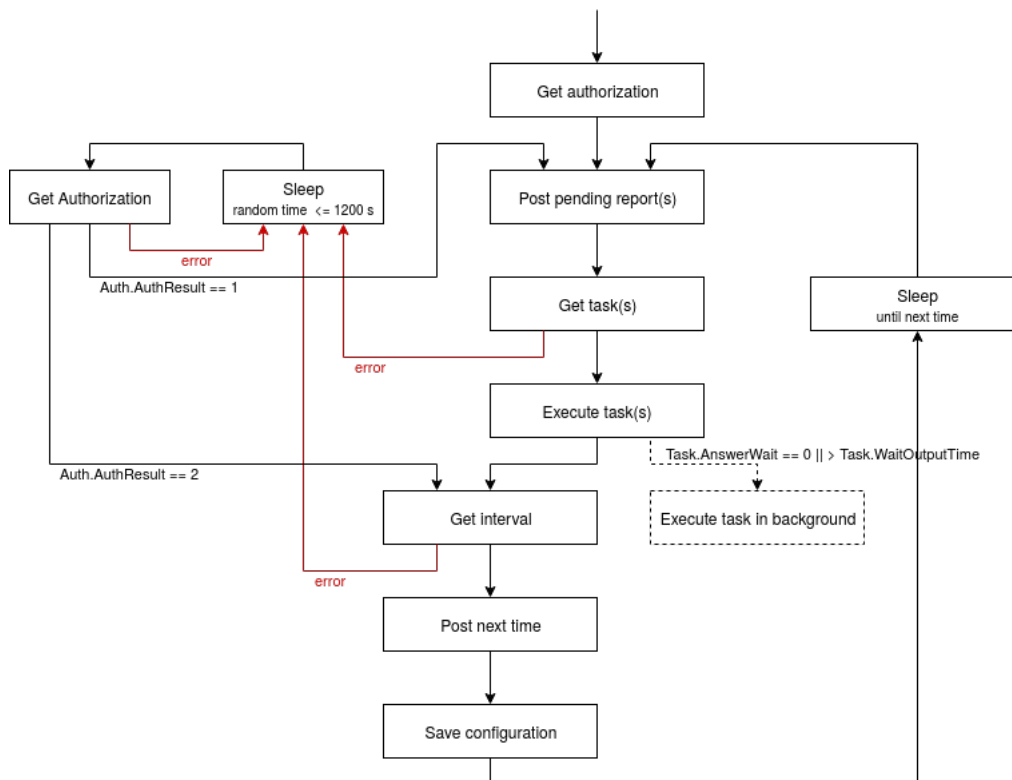 Get authorization
Get Authorization
Sleep
random time <= 1200 s
Post pending report(s)
error
Auth.AuthResult == 1
Get task(s)
Sleep
until next time
error
Execute task(s)
Task.AnswerWait == 0 || > Task.WaitOutputTime
Auth.AuthResult == 2
Get interval
Execute task in background
error
Post next time
Save configuration